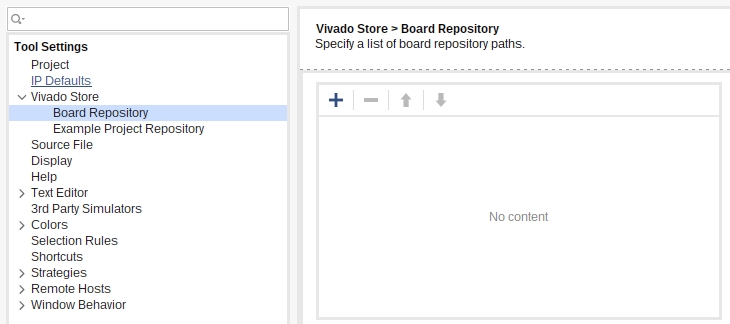 Tool Settings
Project
IP Defaults
Vivado Store
Board Repository
Example Project Repository
Source File
Display
Help
Text Editor
3rd Party Simulators
Colors
Selection Rules
Shortcuts
Strategies
Remote Hosts
Window Behavior
Vivado Store > Board Repository
Specify a list of board repository paths.
No content